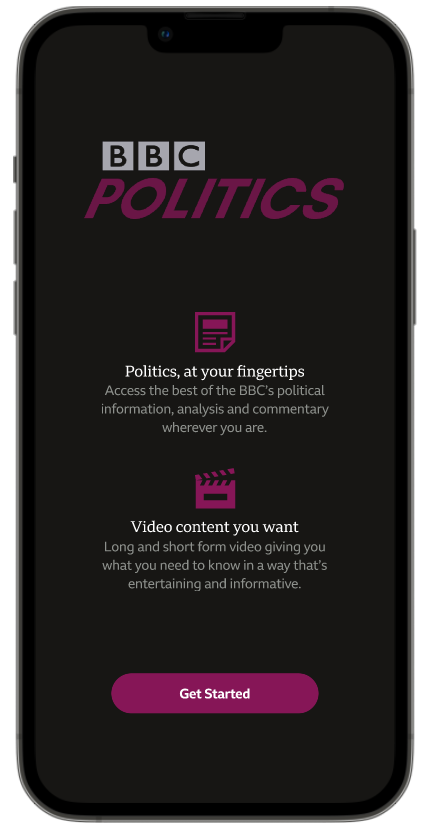 BBC
POLITICS
Politics, at your fingertips
Access the best of the BBC's political
information, analysis and commentary
wherever you are.
Video content you want
Long and short form video giving you
what you need to know in a way that's
entertaining and informative.
Get Started